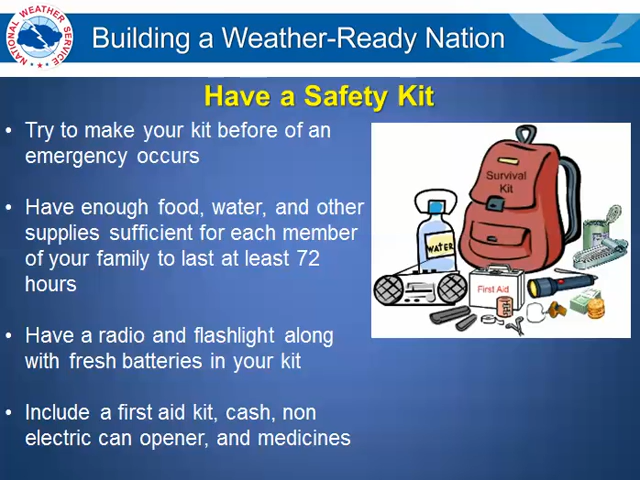 NATIONAL WEATHER SERVICE
Building a Weather-Ready Nation
Have a Safety Kit
• Try to make your kit before of an
emergency occurs
• Have enough food, water, and other
supplies sufficient for each member
of your family to last at least 72
hours
• Have a radio and flashlight along
with fresh batteries in your kit
• Include a first aid kit, cash, non
electric can opener, and medicines
Survival
Kit
WATER
First Aid